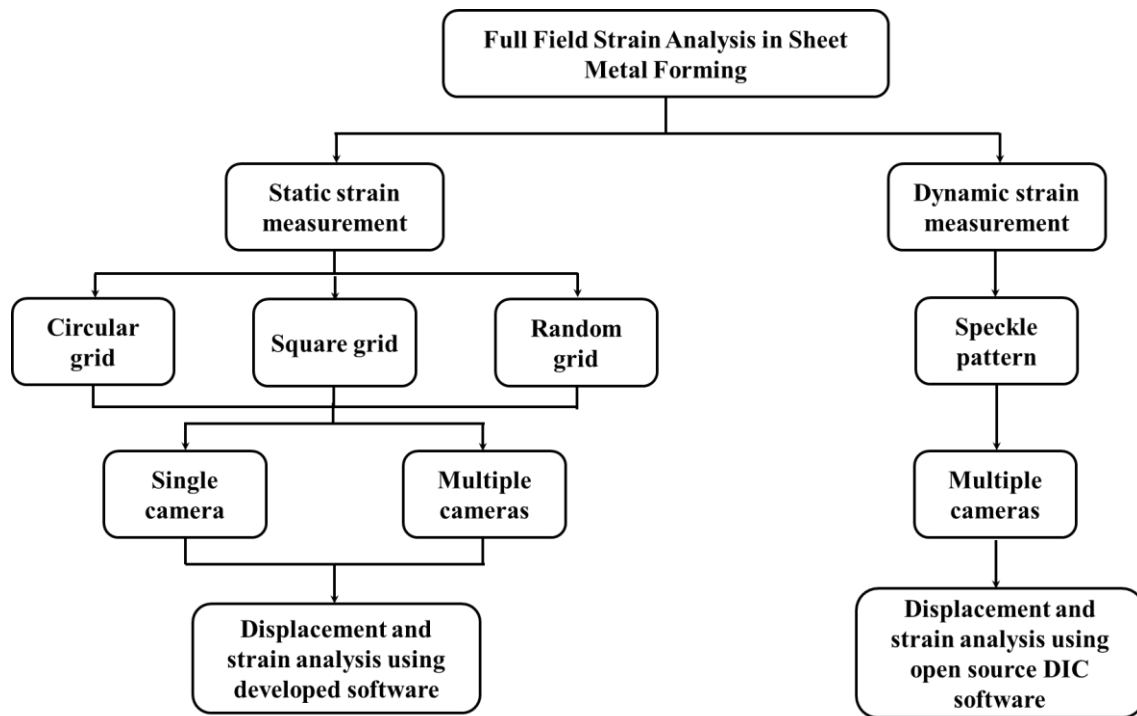 Full Field Strain Analysis in Sheet
Metal Forming
Static strain
measurement
Dynamic strain
measurement
Circular
grid
Square grid
Random
grid
Speckle
pattern
Single
camera
Multiple
cameras
Multiple
cameras
Displacement and
strain analysis using
developed software
Displacement and
strain analysis using
open source DIC
software